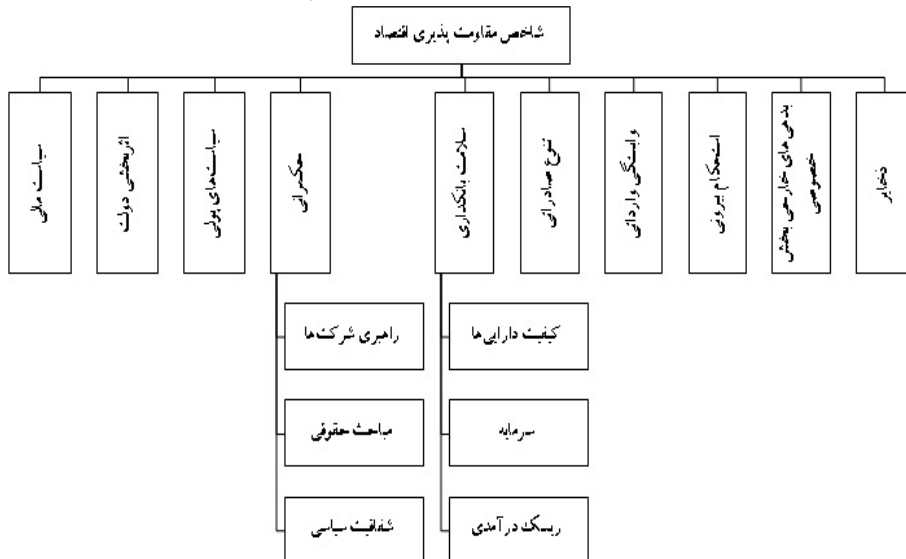 شاخص مقاومت پذیری اقتصاد
ذخایر
بدهی های خارجی بخش
خصوصی
استحکام بیرونی
وابستگی وارداتی
تنوع صادراتی
سلامت بانکداری
حکمرانی
سیاست‌های پولی
اثربخشی دولت
سیاست مالی
کیفیت دارایی‌ها
راهبری شرکت‌ها
سرمایه
مباحث حقوقی
ریسک درآمدی
شفافیت سیاسی